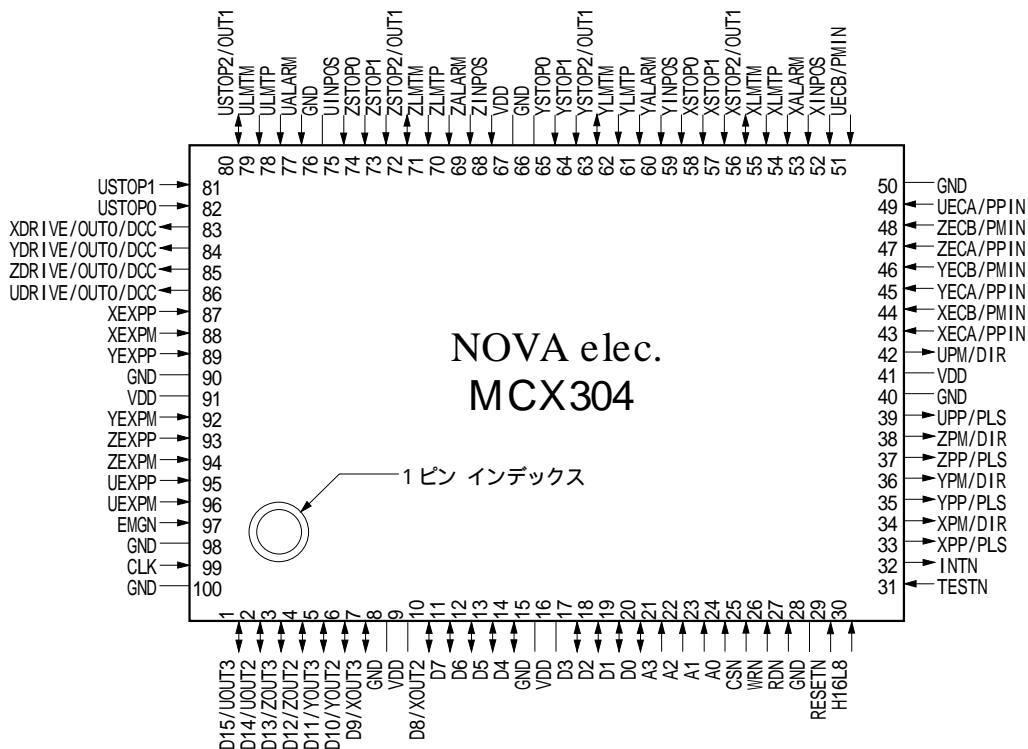 USTOP2/OUT1
ULMTM
ULMTP
UALARM
GND
UINPOS
ZSTOP0
ZSTOP1
ZSTOP2/OUT1
ZLMTM
ZLMTP
ZALARM
ZINPOS
VDD
GND
YSTOP0
YSTOP1
YSTOP2/OUT1
YLMTM
YLMTP
YALARM
YINPOS
XSTOP0
XSTOP1
XSTOP2/OUT1
XLMTM
XLMTP
XALARM
XINPOS
UECB/PMIN
80 79 78 77 76 75 74 73 72 71 70 69 68 67 66 65 64 63 62 61 60 59 58 57 56 55 54 53 52 51
USTOP1 81
USTOP0 82
XDRIVE/OUT0/DCC 83
YDRIVE/OUT0/DCC 84
ZDRIVE/OUT0/DCC 85
UDRIVE/OUT0/DCC 86
XEXPP 87
XEXPM 88
YEXPP 89
GND 90
VDD 91
YEXPM 92
ZEXPP 93
ZEXPM 94
UEXPP 95
UEXPM 96
EMGN 97
GND 98
CLK 99
GND 100
NOVA elec.
MCX304
1ピン インデックス
50 GND
49 UECA/PPIN
48 ZECB/PMIN
47 ZECA/PPIN
46 YECB/PMIN
45 YECA/PPIN
44 XECB/PMIN
43 XECA/PPIN
42 UPM/DIR
41 VDD
40 GND
39 UPP/PLS
38 ZPM/DIR
37 ZPP/PLS
36 YPM/DIR
35 YPP/PLS
34 XPM/DIR
33 XPP/PLS
32 INTN
31 TESTN
1 2 3 4 5 6 7 8 9 10 11 12 13 14 15 16 17 18 19 20 21 22 23 24 25 26 27 28 29 30
D15/UOUT3
D14/UOUT2
D13/ZOUT3
D12/ZOUT2
D11/YOUT3
D10/YOUT2
D9/XOUT3
GND
VDD
D8/XOUT2
D7
D6
D5
D4
GND
VDD
D3
D2
D1
D0
A3
A2
A1
A0
CSN
WRN
RDN
GND
RESETN
H16L8